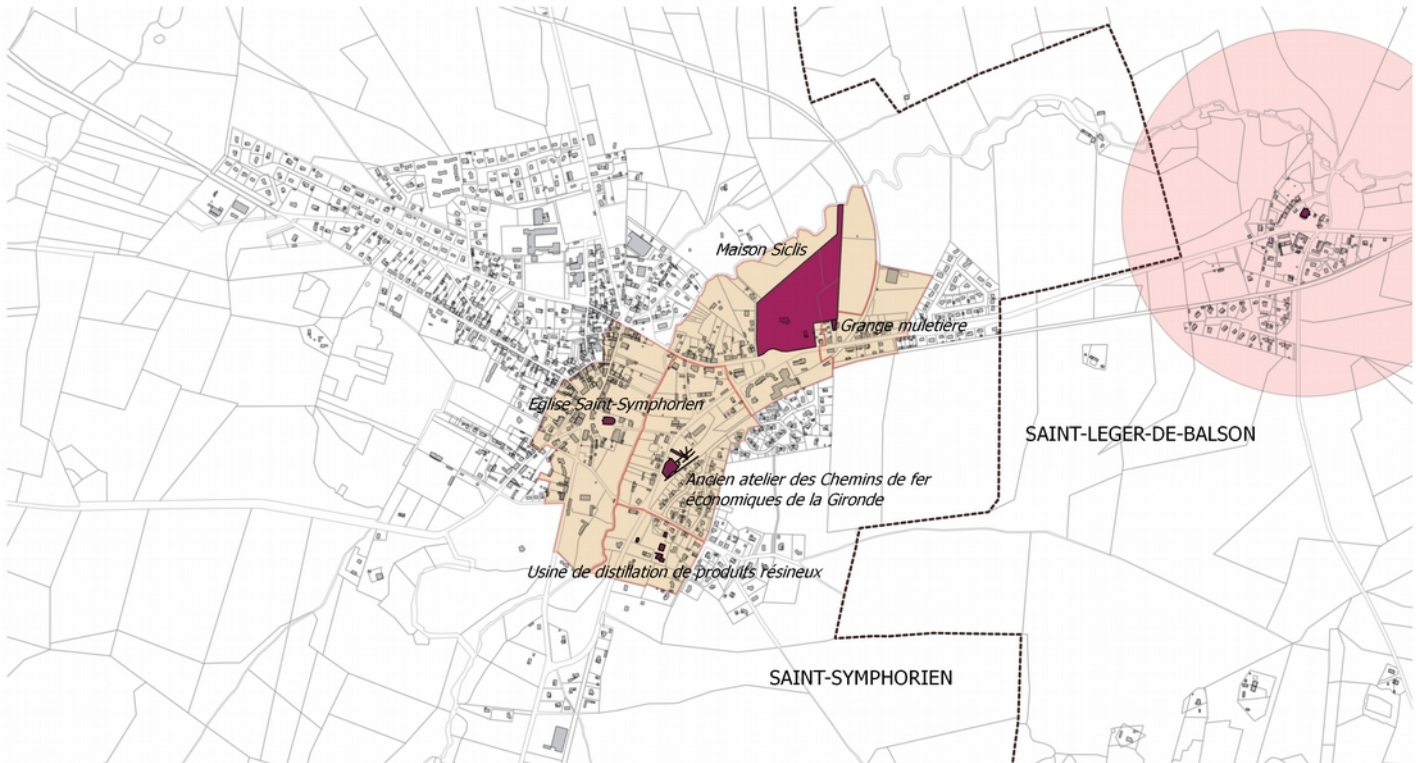 Maison Siclis
Grange muletière
Eglise Saint-Symphorien
SAINT-LEGER-DE-BALSON
Ancien atelier des Chemins de fer
économiques de la Gironde
Usine de distillation de produits résineux
SAINT-SYMPHORIEN